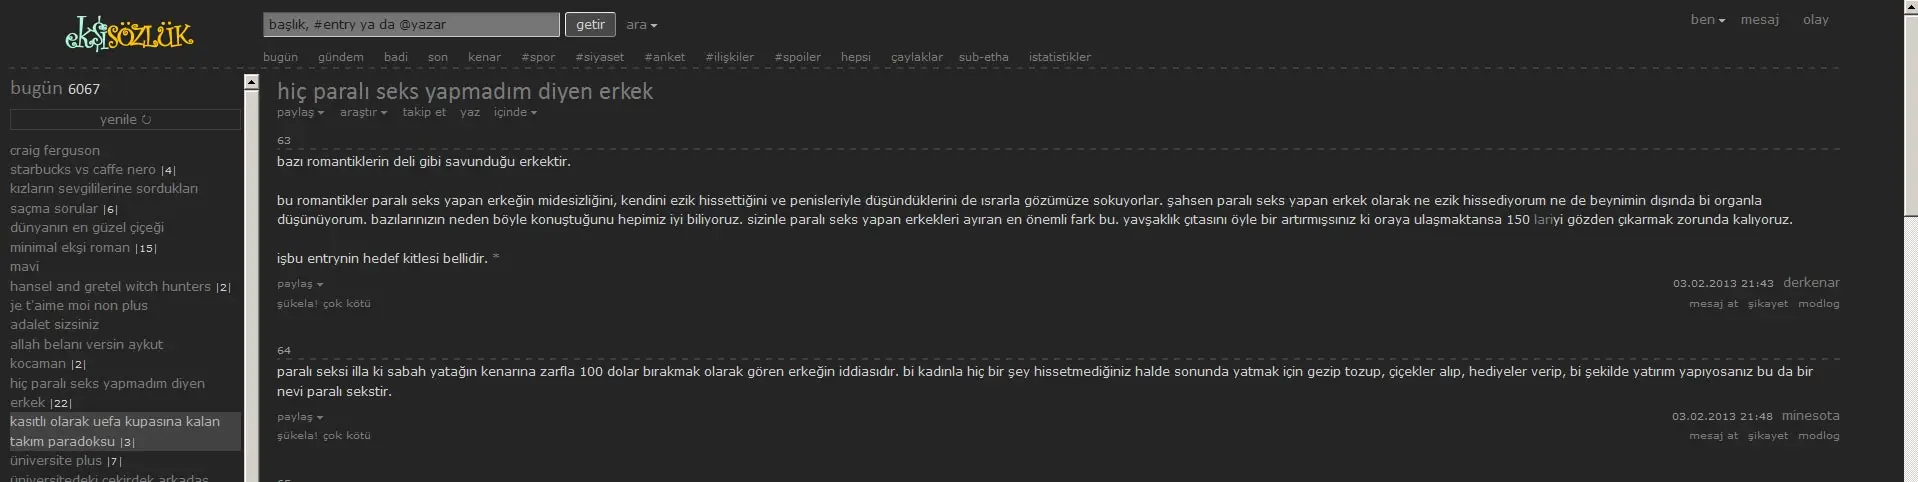 ekşisözlük
başlık, #entry ya da @yazar
getir
ara
ben mesaj olay
bugün gündem badi son kenar #spor #siyaset #anket #ilişkiler #spoiler hepsi çaylaklar sub-etha istatistikler
bugün 6067
yenile
craig ferguson
starbucks vs caffe nero |4|
kızların sevgililerine sordukları
saçma sorular |6|
dünyanın en güzel çiçeği
minimal ekşi roman |15|
mavi
hansel and gretel witch hunters |2|
je t'aime moi non plus
adalet sizsiniz
allah belanı versin aykut
kocaman |2|
hiç paralı seks yapmadım diyen
erkek |22|
kasıtlı olarak uefa kupasına kalan
takım paradoksu |3|
üniversite plus |7|
üniversitedeki çekirdek arkadaş
hiç paralı seks yapmadım diyen erkek
paylaş araştır takip et yaz içinde
63
bazı romantiklerin deli gibi savunduğu erkektir.
bu romantikler paralı seks yapan erkeğin midesizliğini, kendini ezik hissettiğini ve penisleriyle düşündüklerini de ısrarla gözümüze sokuyorlar. şahsen paralı seks yapan erkek olarak ne ezik hissediyorum ne de beynimin dışında bi organla
düşünüyorum. bazılarınızın neden böyle konuştuğunu hepimiz iyi biliyoruz. sizinle paralı seks yapan erkekleri ayıran en önemli fark bu. yavşaklık çıtasını öyle bir artırmışsınız ki oraya ulaşmaktansa 150 lariyi gözden çıkarmak zorunda kalıyoruz.
işbu entrynin hedef kitlesi bellidir. *
paylaş
03.02.2013 21:43 derkenar
şükela! çok kötü
mesaj at şikayet modlog
64
paralı seksi illa ki sabah yatağın kenarına zarfla 100 dolar bırakmak olarak gören erkeğin iddiasıdır. bi kadınla hiç bir şey hissetmediğiniz halde sonunda yatmak için gezip tozup, çiçekler alıp, hediyeler verip, bi şekilde yatırım yapıyosanız bu da bir
nevi paralı sekstir.
paylaş
03.02.2013 21:48 minesota
şükela! çok kötü
mesaj at şikayet modlog
65